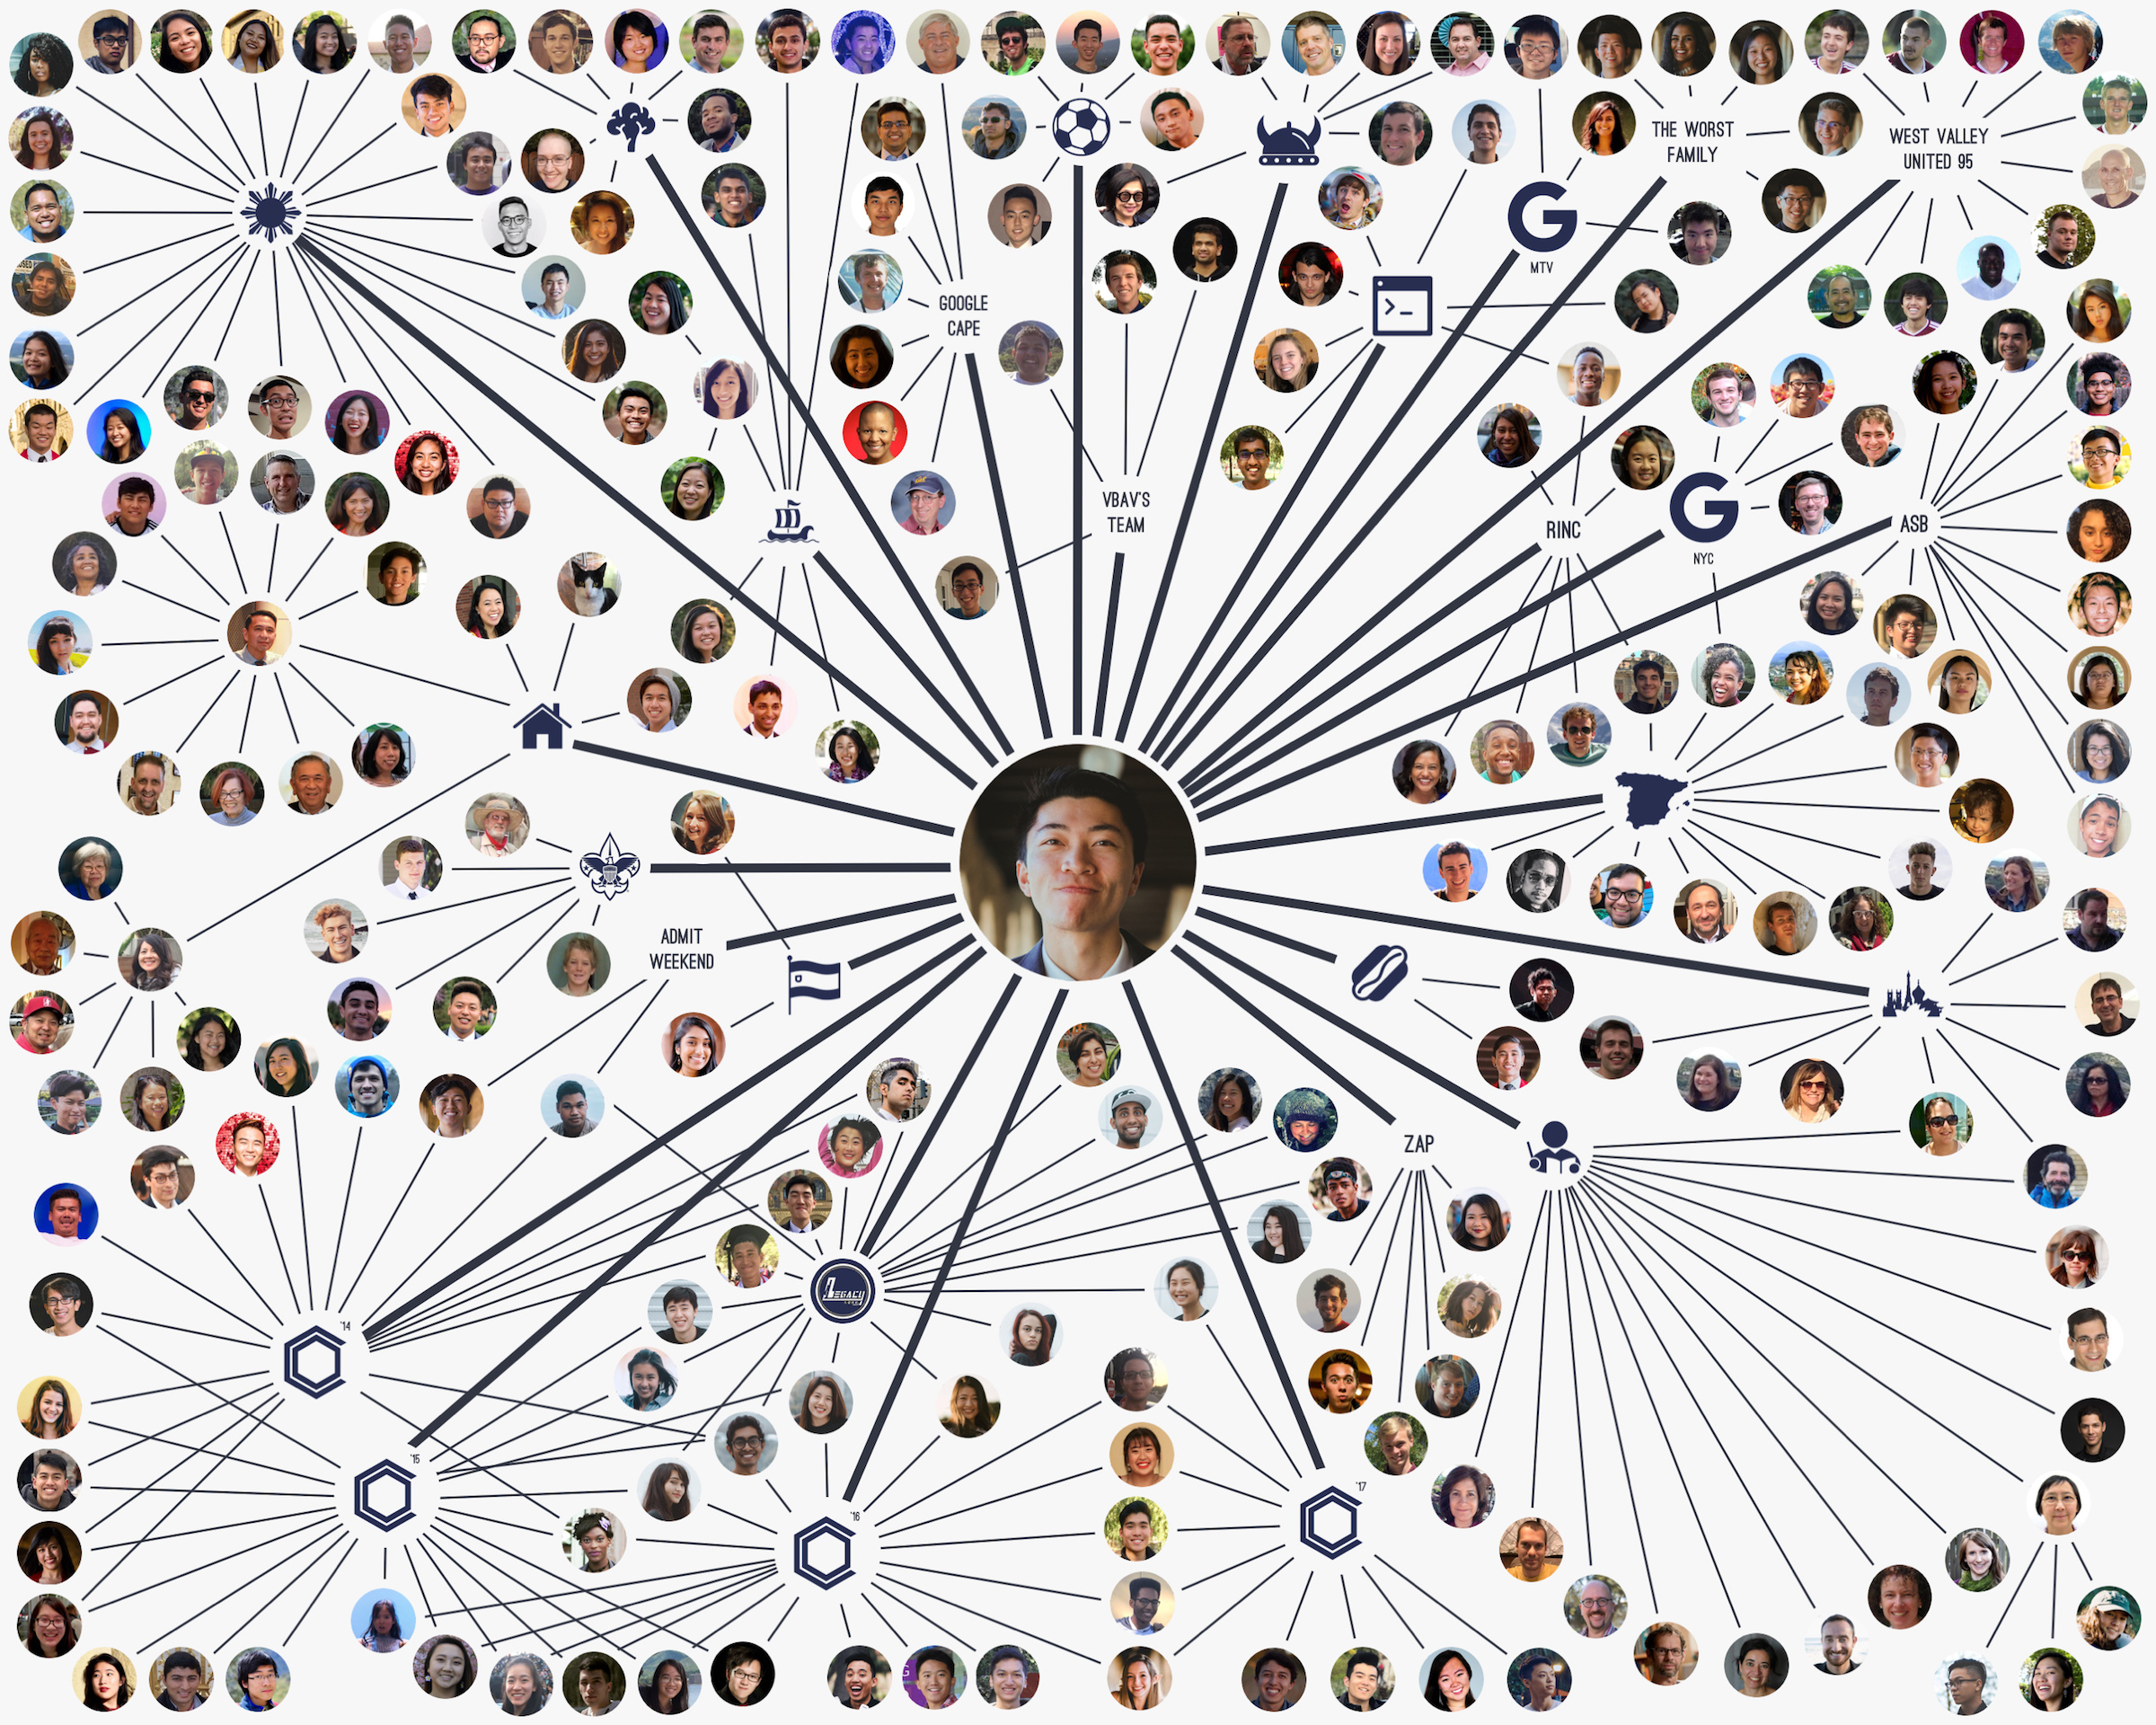 THE WORST
FAMILY
WEST VALLEY
UNITED 95
MTV
GOOGLE
CAPE
VBAV'S
TEAM
RINC
NYC
ASB
ADMIT
WEEKEND
ZAP
LEGACY
'14
'15
'16
'17